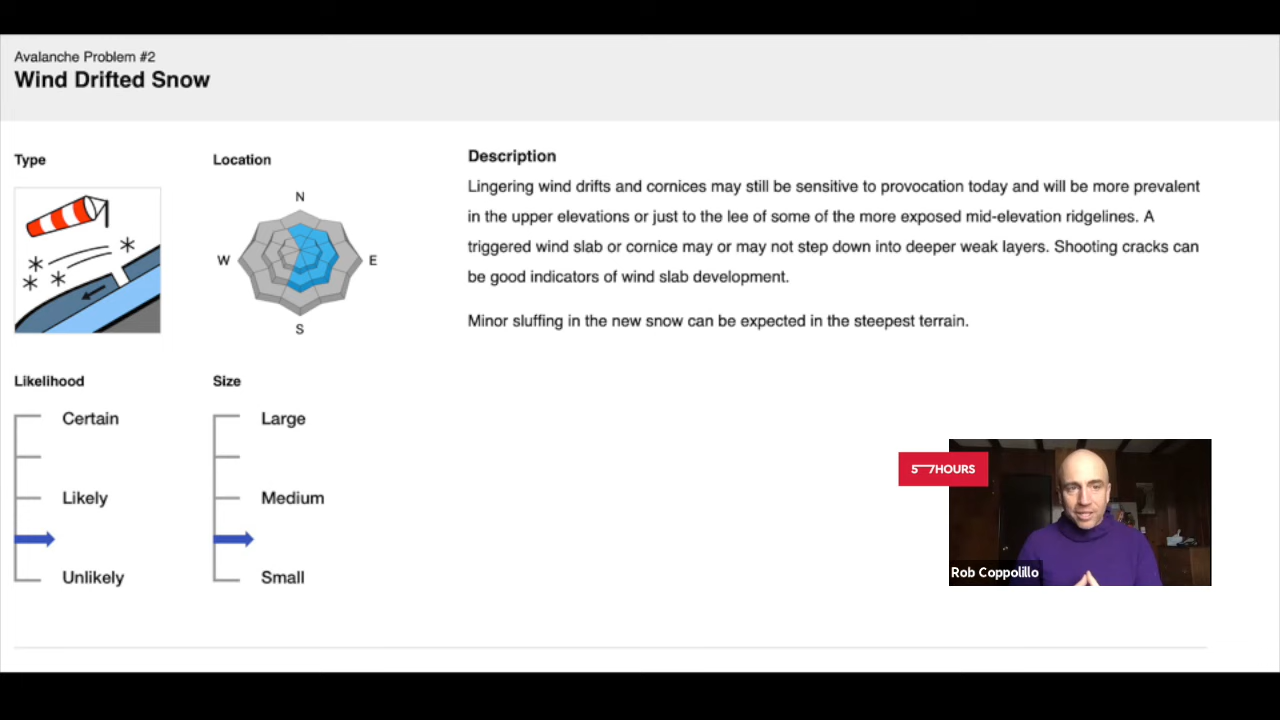 Avalanche Problem #2
Wind Drifted Snow
Type
Location
Description
N
W
E
S
Lingering wind drifts and cornices may still be sensitive to provocation today and will be more prevalent
in the upper elevations or just to the lee of some of the more exposed mid-elevation ridgelines. A
triggered wind slab or cornice may or may not step down into deeper weak layers. Shooting cracks can
be good indicators of wind slab development.
Minor sluffing in the new snow can be expected in the steepest terrain.
Likelihood
Certain
Likely
Unlikely
Size
Large
Medium
Small
57HOURS
Rob Coppolillo